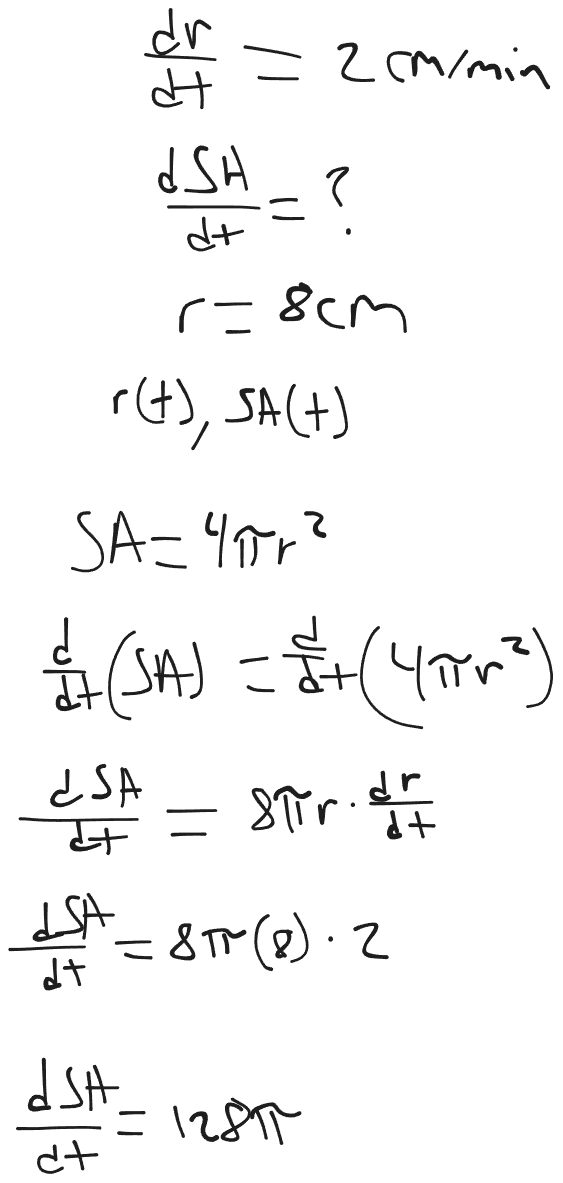 dr/dt = 2 cm/min
dSA/dt = ?
r = 8cm
r(t), SA(t)
SA = 4πr²
d/dt(SA) = d/dt(4πr²)
dSA/dt = 8πr · dr/dt
dSA/dt = 8π(8) · 2
dSA/dt = 128π